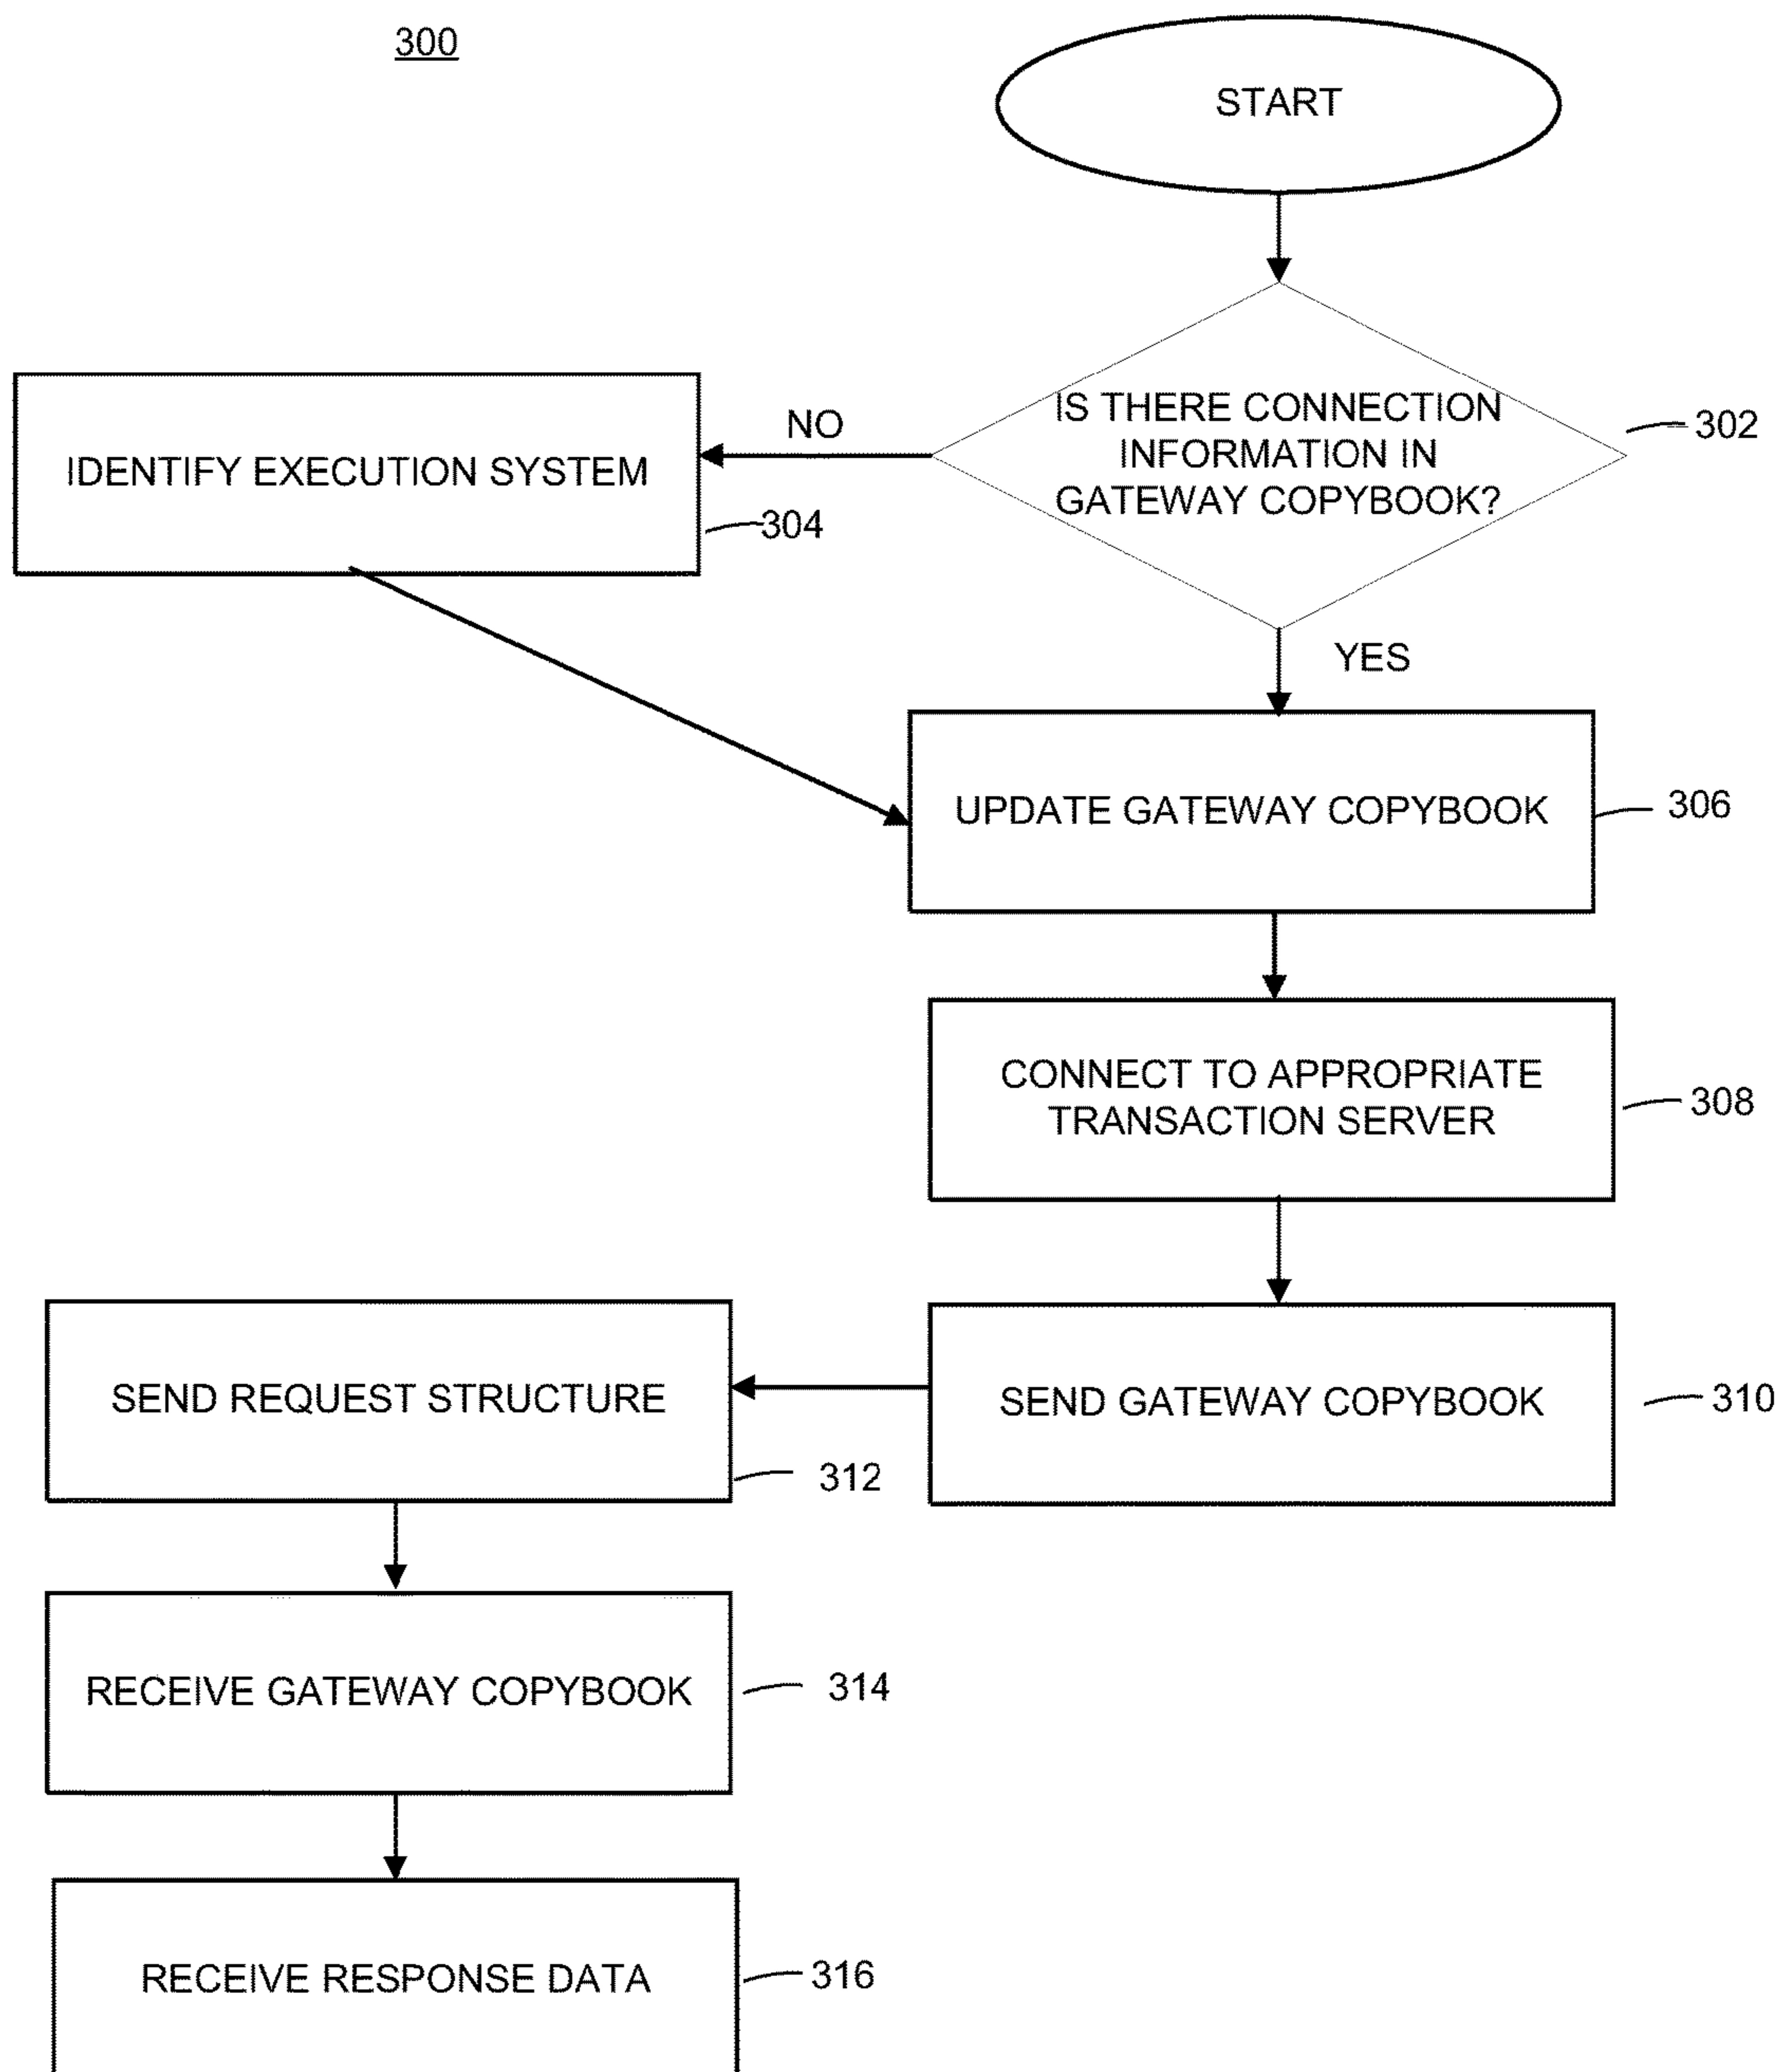 300
START
IS THERE CONNECTION
INFORMATION IN
GATEWAY COPYBOOK?
302
NO
IDENTIFY EXECUTION SYSTEM
304
YES
UPDATE GATEWAY COPYBOOK
306
CONNECT TO APPROPRIATE
TRANSACTION SERVER
308
SEND GATEWAY COPYBOOK
310
SEND REQUEST STRUCTURE
312
RECEIVE GATEWAY COPYBOOK
314
RECEIVE RESPONSE DATA
316